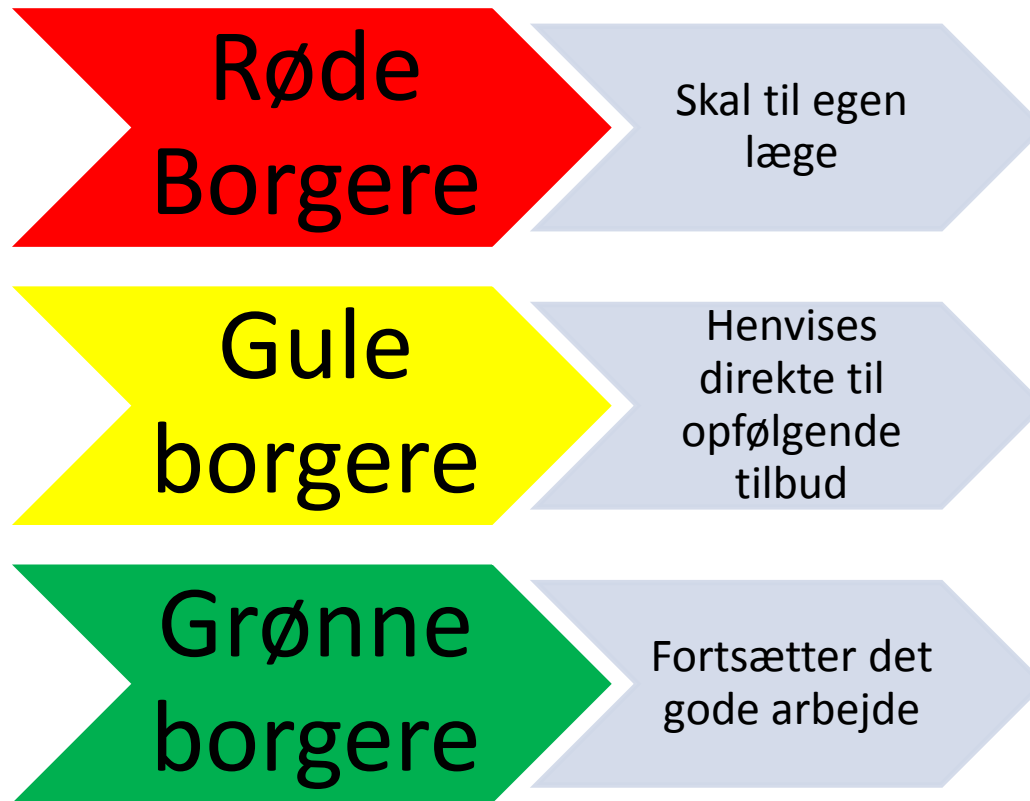 Røde
Borgere
Skal til egen
læge
Gule
borgere
Henvises
direkte til
opfølgende
tilbud
Grønne
borgere
Fortsætter det
gode arbejde